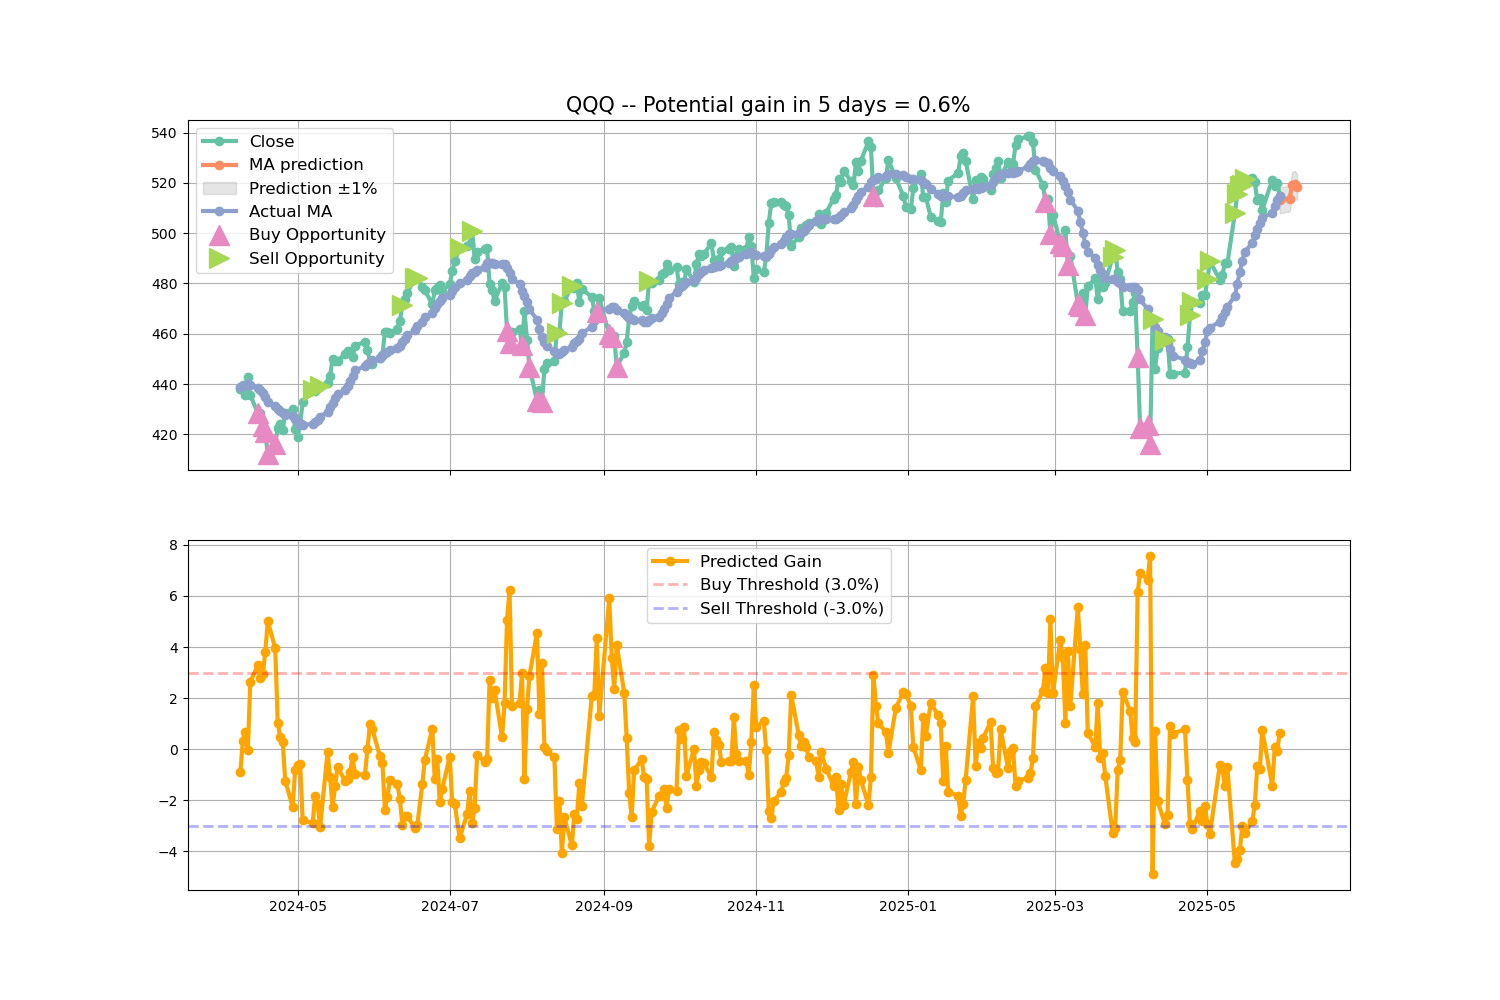 QQQ -- Potential gain in 5 days = 0.6%
540
520
500
480
460
440
420
Close
MA prediction
Prediction ±1%
Actual MA
Buy Opportunity
Sell Opportunity
8
6
4
2
0
−2
−4
Predicted Gain
Buy Threshold (3.0%)
Sell Threshold (-3.0%)
2024-05
2024-07
2024-09
2024-11
2025-01
2025-03
2025-05